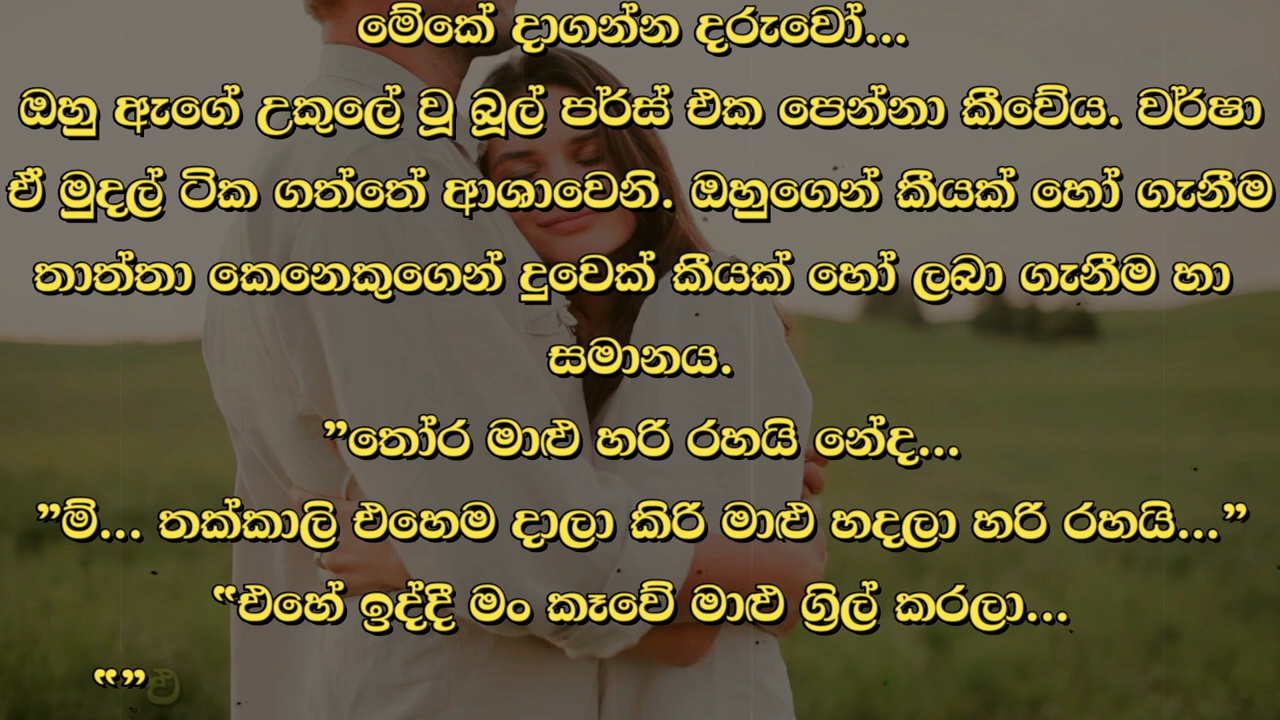 මේකේ දාගන්න දරුවෝ...
ඔහු ඇගේ උකුලේ වූ බූල් පර්ස් එක පෙන්නා කීවේය. වර්ෂා
ඒ මුදල් ටික ගත්තේ ආශාවෙනි. ඔහුගෙන් කීයක් හෝ ගැනීම
තාත්තා කෙනෙකුගෙන් දුවෙක් කීයක් හෝ ලබා ගැනීම හා
සමානය.
”තෝර මාළු හරි රහයි නේද...
”ම්... තක්කාලි එහෙම දාලා කිරි මාළු හදලා හරි රහයි...”
“එහේ ඉද්දී මං කෑවේ මාළු ග්‍රිල් කරලා...
“”එ